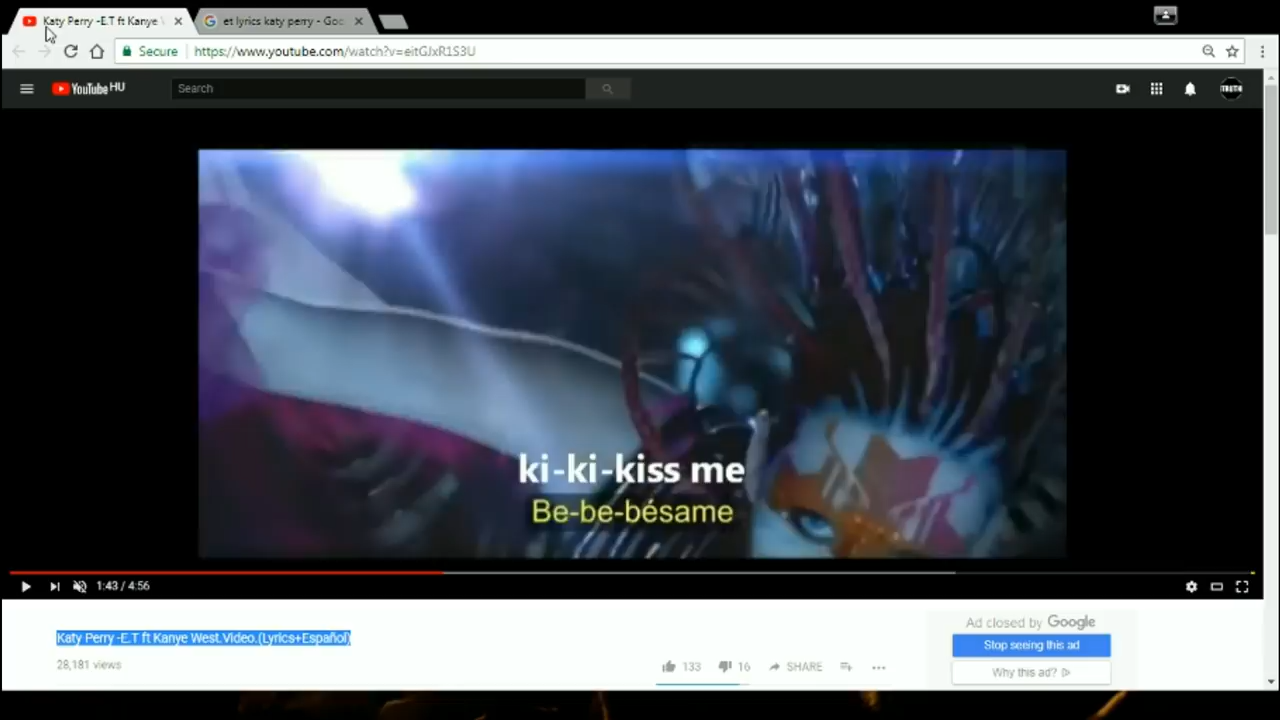 Katy Perry -E.T ft Kanye
et lyrics katy perry - Goo
Secure
https://www.youtube.com/watch?v=eitGJxR1S3U
YouTube HU
Search
TRUTH
ki-ki-kiss me
Be-be-bésame
1:43 / 4:56
Katy Perry -E.T ft Kanye West.Video.(Lyrics+Español)
28,181 views
133
16
SHARE
Ad closed by Google
Stop seeing this ad
Why this ad?